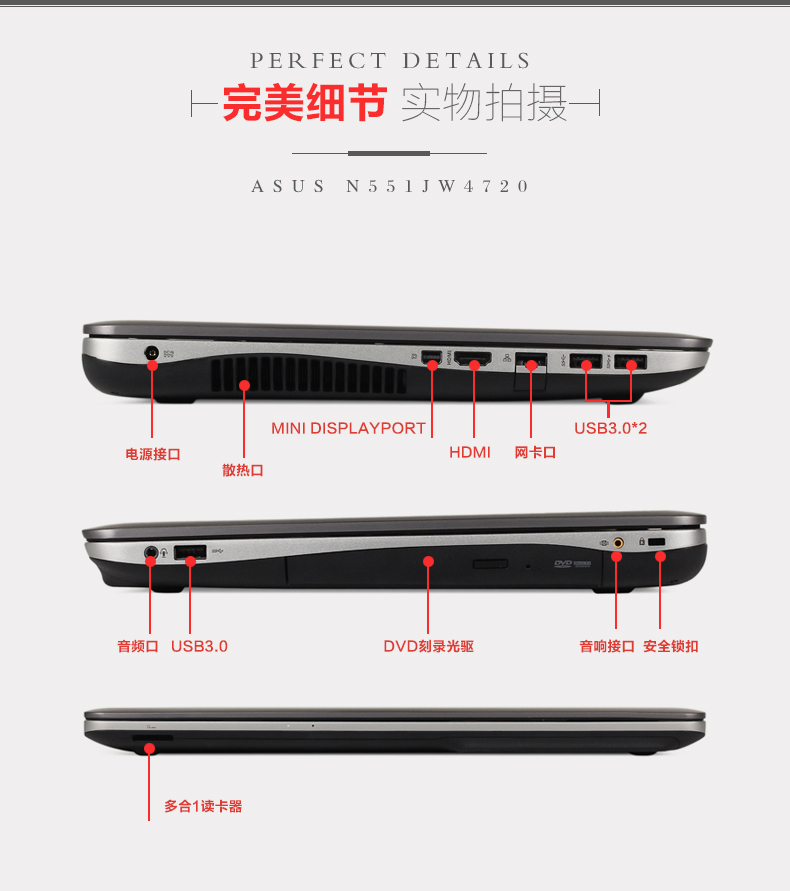 PERFECT DETAILS
完美细节 实物拍摄
ASUS N551JW4720
HDMI
电源接口
散热口
MINI DISPLAYPORT
HDMI
网卡口
USB3.0*2
DVD
音频口
USB3.0
DVD刻录光驱
音响接口
安全锁扣
多合1读卡器